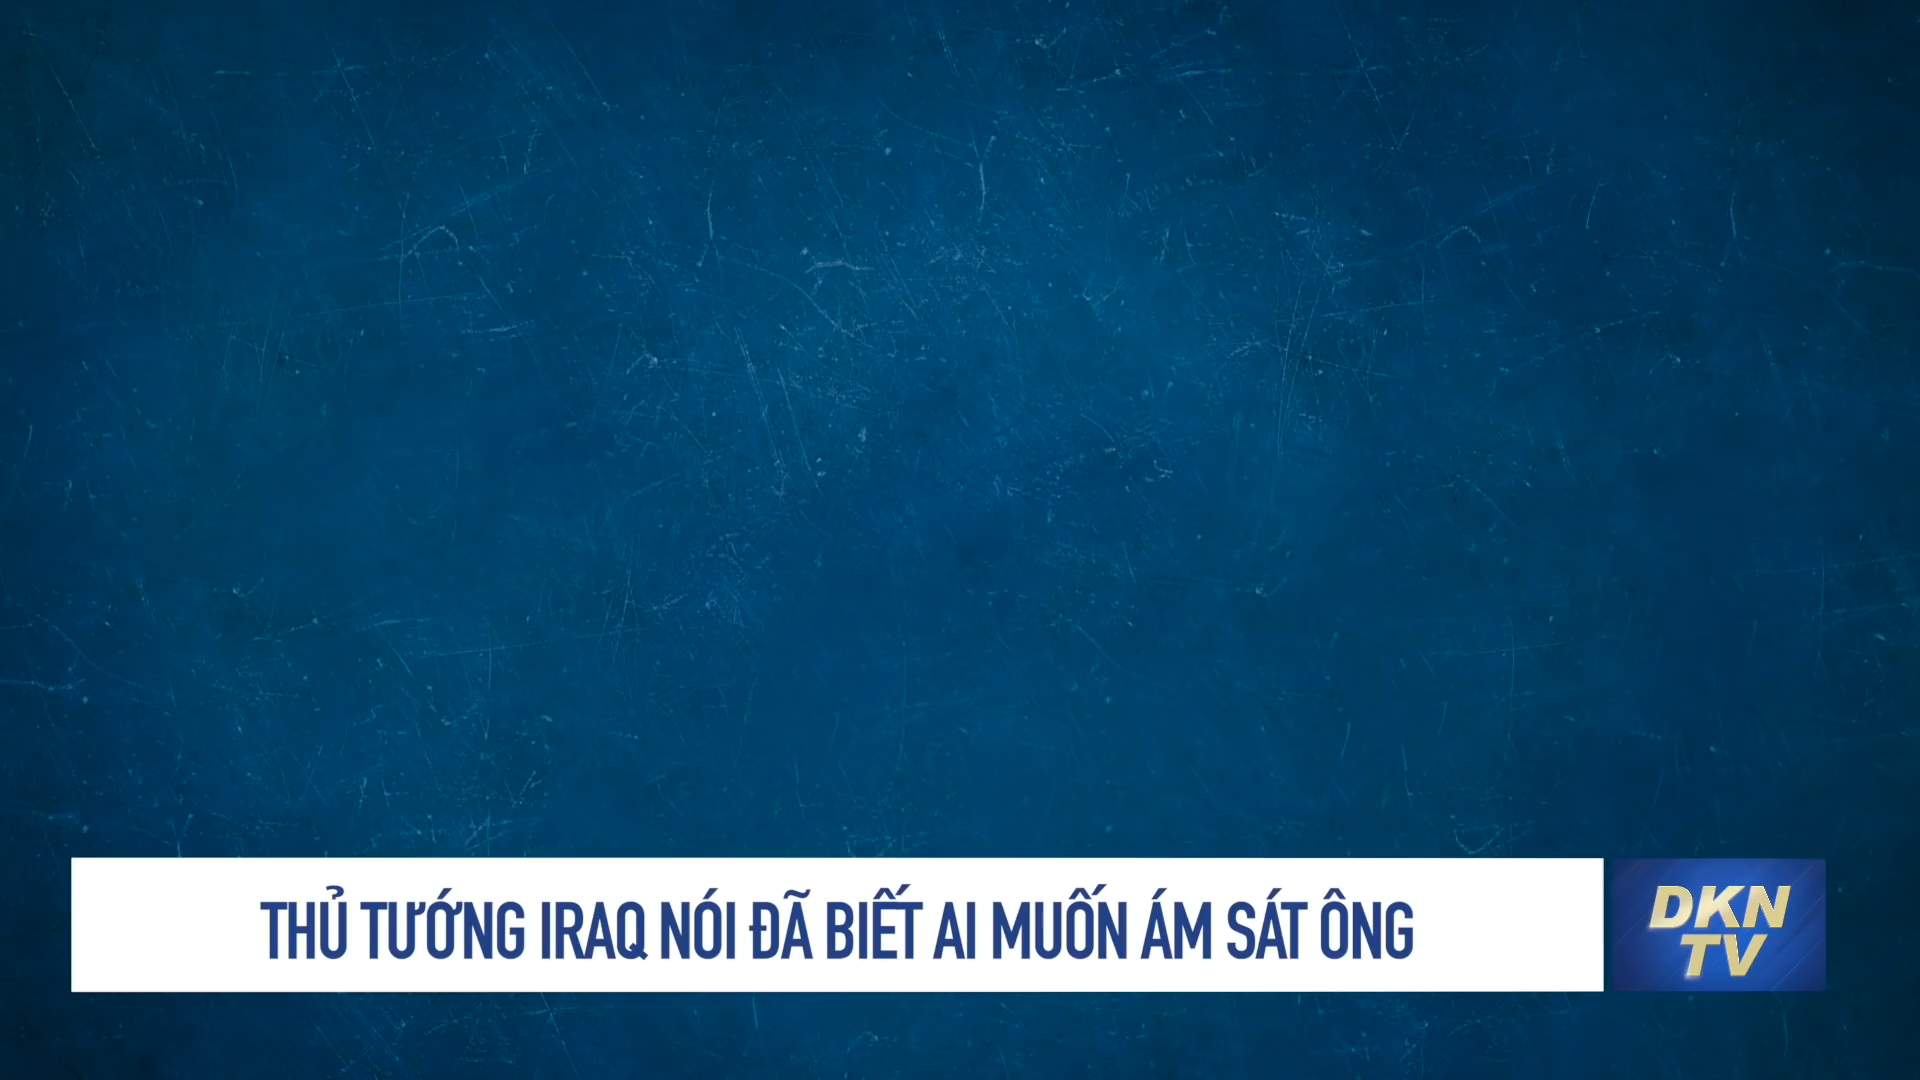 THỦ TƯỚNG IRAQ NÓI ĐÃ BIẾT AI MUỐN ÁM SÁT ÔNG
DKN
TV